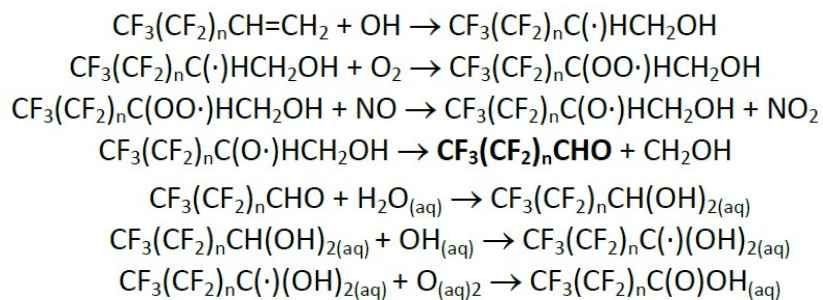 CF₃(CF₂)ₙCH=CH₂ + OH → CF₃(CF₂)ₙC(·)HCH₂OH
CF₃(CF₂)ₙC(·)HCH₂OH + O₂ → CF₃(CF₂)ₙC(OO·)HCH₂OH
CF₃(CF₂)ₙC(OO·)HCH₂OH + NO → CF₃(CF₂)ₙC(O·)HCH₂OH + NO₂
CF₃(CF₂)ₙC(O·)HCH₂OH → CF₃(CF₂)ₙCHO + CH₂OH
CF₃(CF₂)ₙCHO + H₂O₍aq₎ → CF₃(CF₂)ₙCH(OH)₂₍aq₎
CF₃(CF₂)ₙCH(OH)₂₍aq₎ + OH₍aq₎ → CF₃(CF₂)ₙC(·)(OH)₂₍aq₎
CF₃(CF₂)ₙC(·)(OH)₂₍aq₎ + O₍aq₎₂ → CF₃(CF₂)ₙC(O)OH₍aq₎